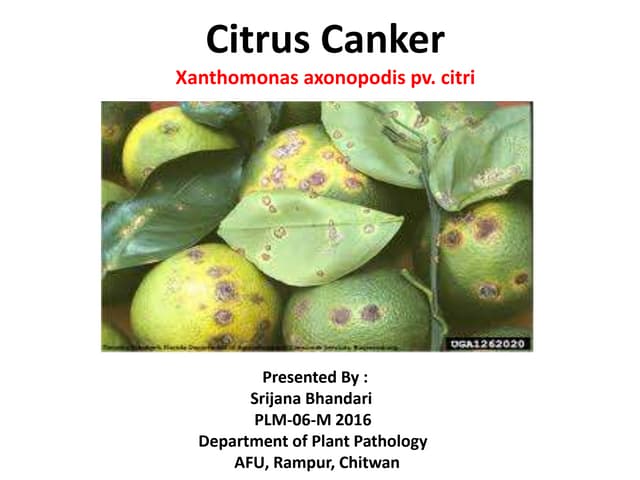 Citrus Canker
Xanthomonas axonopodis pv. citri
UGA1262020
Presented By :
Srijana Bhandari
PLM-06-M 2016
Department of Plant Pathology
AFU, Rampur, Chitwan